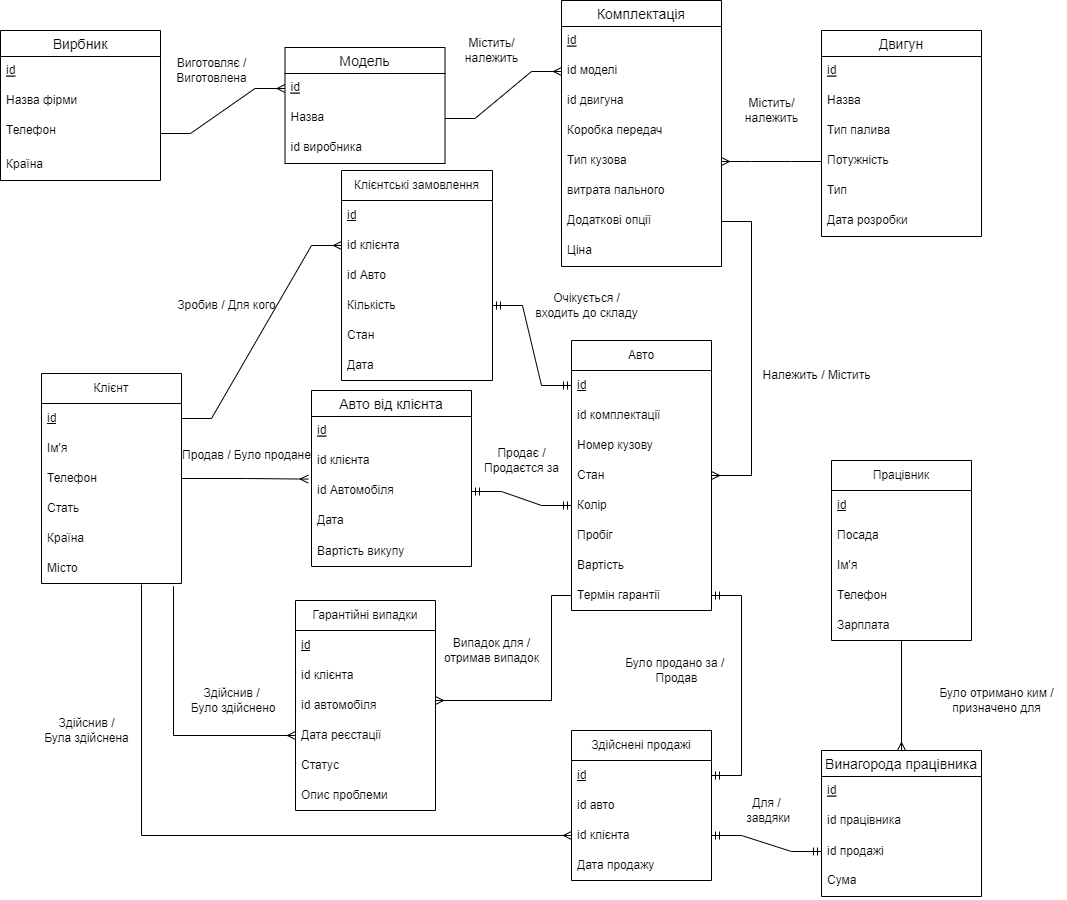 Вирбник
id
Назва фірми
Телефон
Країна
Виготовляє /
Виготовлена
Модель
id
Назва
id виробника
Містить/
належить
Комплектація
id
id моделі
id двигуна
Коробка передач
Тип кузова
витрата пального
Додаткові опції
Ціна
Містить/
належить
Двигун
id
Назва
Тип палива
Потужність
Тип
Дата розробки
Клієнтські замовлення
id
id клієнта
id Авто
Кількість
Стан
Дата
Зробив / Для кого
Очікується /
входить до складу
Належить / Містить
Авто
id
id комплектації
Номер кузову
Стан
Колір
Пробіг
Вартість
Термін гарантії
Клієнт
id
Ім'я
Телефон
Стать
Країна
Місто
Продав / Було продане
Авто від клієнта
id
id клієнта
id Автомобіля
Дата
Вартість викупу
Продає /
Продаєтся за
Працівник
id
Посада
Ім'я
Телефон
Зарплата
Гарантійні випадки
id
id клієнта
id автомобіля
Дата реєстації
Статус
Опис проблеми
Випадок для /
отримав випадок
Було продано за /
Продав
Було отримано ким /
призначено для
Здійснив /
Було здійснено
Здійснив /
Була здійснена
Здійснені продажі
id
id авто
id клієнта
Дата продажу
Для /
завдяки
Винагорода працівника
id
id працівника
id продажі
Сума